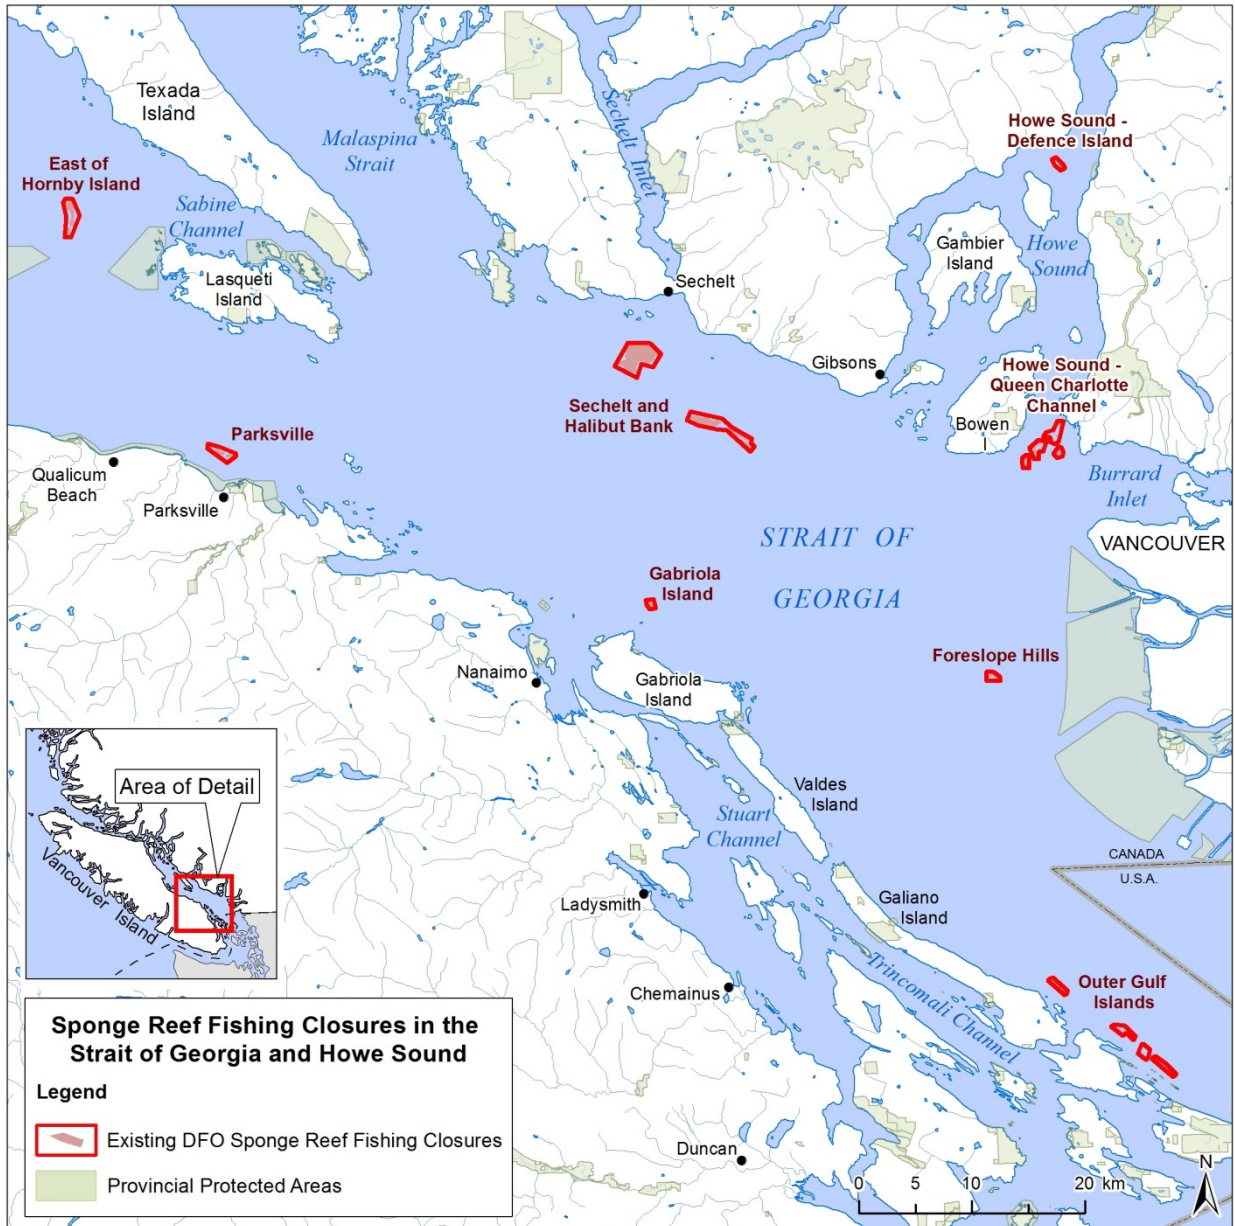 Texada
Island
Malaspina
Strait
Sechelt Inlet
Howe Sound -
Defence Island
East of
Hornby Island
Sabine
Channel
Lasqueti
Island
Sechelt
Gambier
Island
Howe
Sound
Gibsons
Howe Sound -
Queen Charlotte
Channel
Bowen
I
Sechelt and
Halibut Bank
Parksville
Qualicum
Beach
Parksville
Burrard
Inlet
STRAIT OF
GEORGIA
VANCOUVER
Gabriola
Island
Foreslope Hills
Nanaimo
Gabriola
Island
Valdes
Island
Stuart
Channel
CANADA
U.S.A.
Ladysmith
Galiano
Island
Trincomali Channel
Chemainus
Outer Gulf
Islands
Duncan
Area of Detail
Vancouver Island
Sponge Reef Fishing Closures in the
Strait of Georgia and Howe Sound
Legend
Existing DFO Sponge Reef Fishing Closures
Provincial Protected Areas
0 5 10 20 km
N